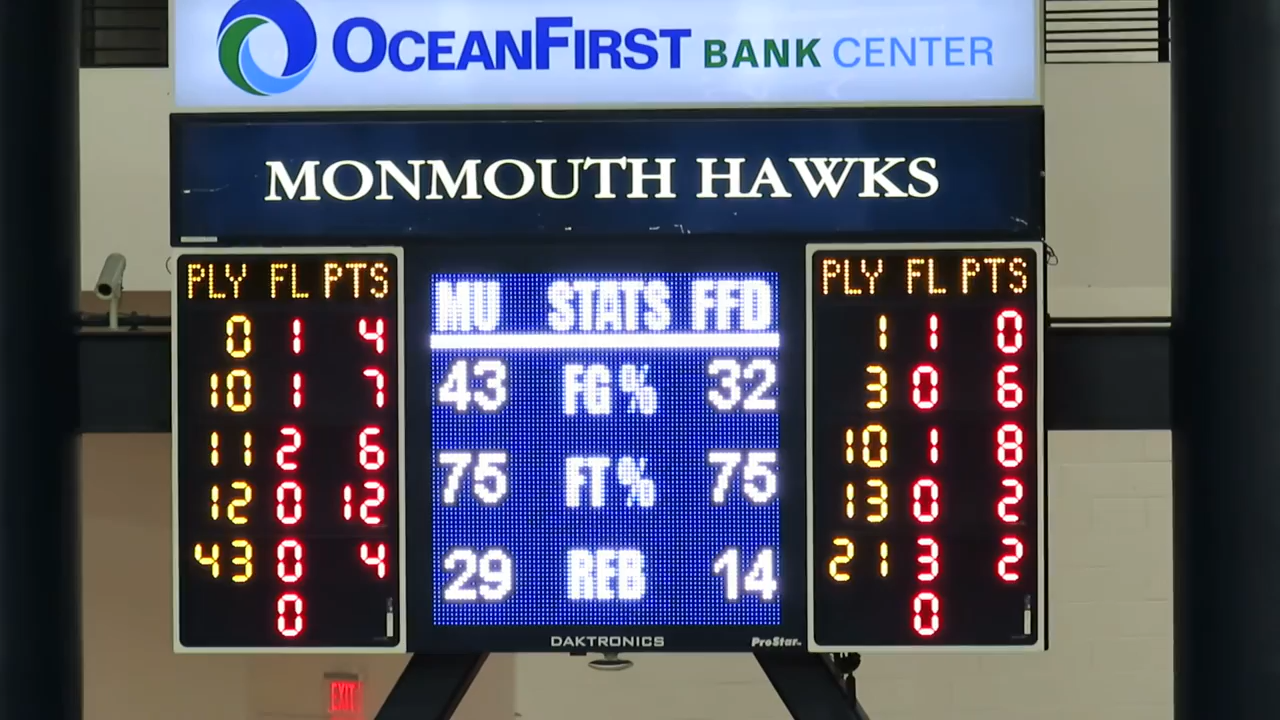 OCEANFIRST BANK CENTER
MONMOUTH HAWKS
PLY FL PTS
0 1 4
10 1 7
11 2 6
12 0 12
43 0 4
0
MU STATS FFD
43 FG% 32
75 FT% 75
29 REB 14
DAKTRONICS ProStar
PLY FL PTS
1 1 0
3 0 6
10 1 8
13 0 2
21 3 2
0
EXIT